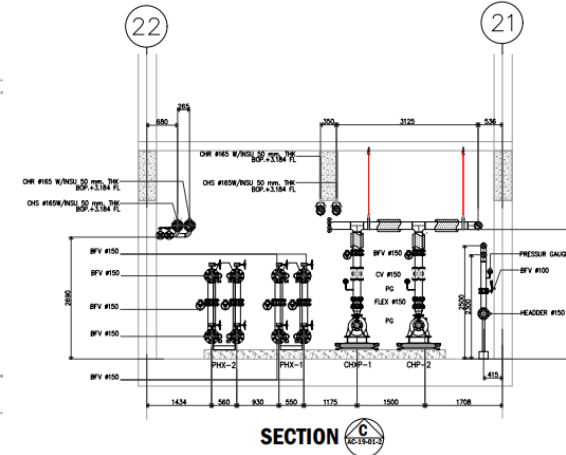 22
21
265
680
350
3125
536
CHR ø165 W/INSU 50 mm. THK
BOP.+3.184 FL
CHS ø165W/INSU 50 mm. THK
BOP.+3.184 FL
CHR ø165 W/INSU 50 mm. THK
BOP.+3.184 FL
CHS ø165W/INSU 50 mm. THK
BOP.+3.184 FL
BFV ø150
BFV ø150
BFV ø150
BFV ø150
BFV ø150
2690
BFV ø150
CV ø150
PG
FLEX ø150
PG
2500
2300
PRESSUR GAUGE
BFV ø100
HEADDER ø150
PHX-2
PHX-1
CHXP-1
CHP-2
415
1434
560
930
550
1175
1500
1708
SECTION
C
AC-19-01-2